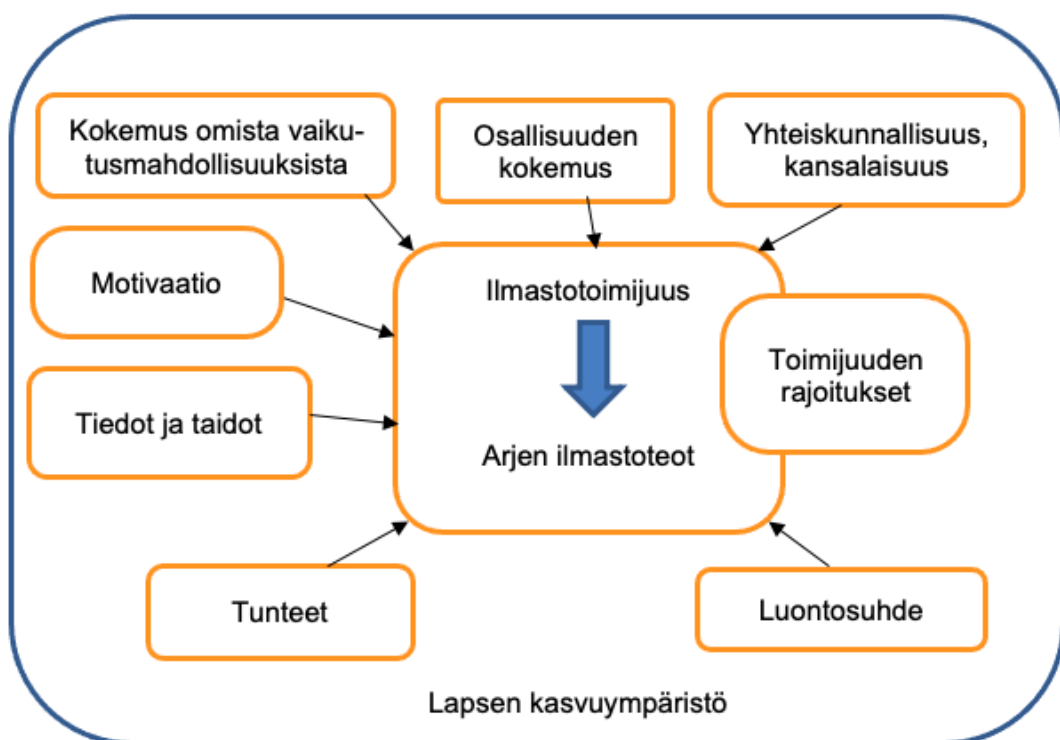 Kokemus omista vaiku-
tusmahdollisuuksista
Osallisuuden
kokemus
Yhteiskunnallisuus,
kansalaisuus
Motivaatio
Ilmastotoimijuus
Toimijuuden
rajoitukset
Tiedot ja taidot
Arjen ilmastoteot
Tunteet
Luontosuhde
Lapsen kasvuympäristö